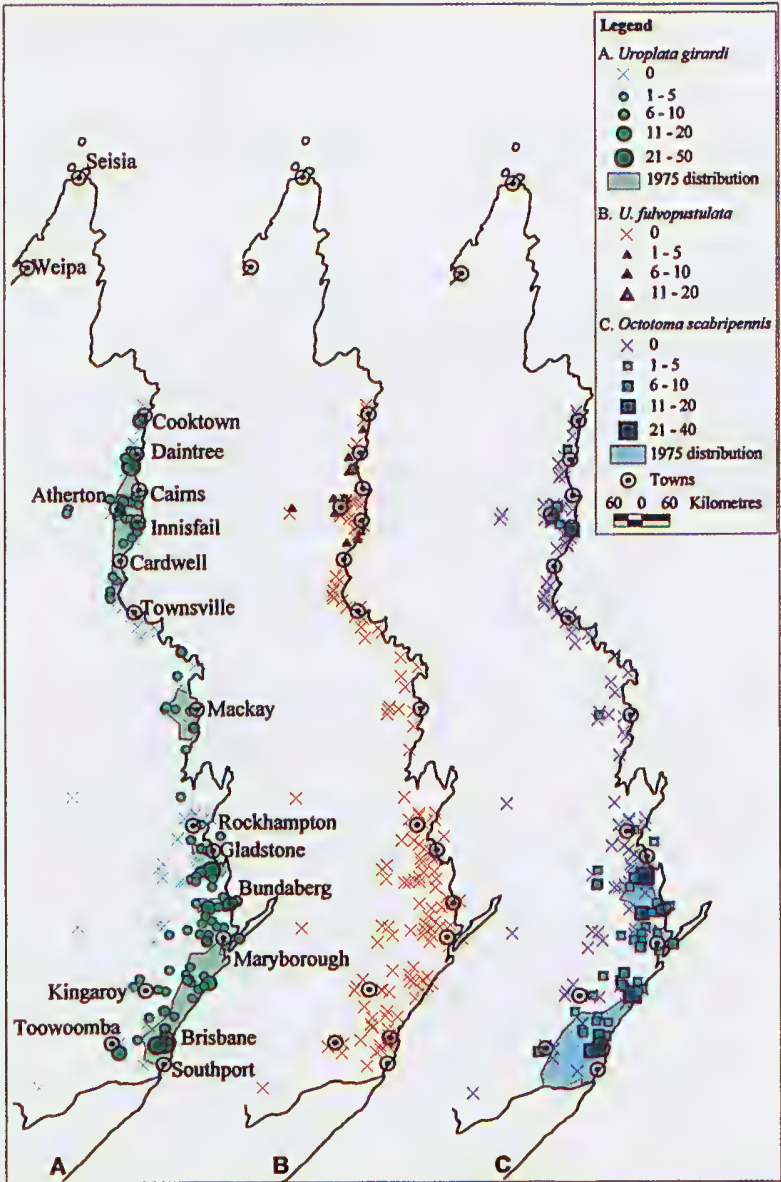 Legend
A. Uroplata girardi
0
1 - 5
6 - 10
11 - 20
21 - 50
1975 distribution
B. U. fulvopustulata
0
1 - 5
6 - 10
11 - 20
C. Octotoma scabripennis
0
1 - 5
6 - 10
11 - 20
21 - 40
1975 distribution
Towns
60 0 60 Kilometres
Seisia
Weipa
Cooktown
Daintree
Atherton
Cairns
Innisfail
Cardwell
Townsville
Mackay
Rockhampton
Gladstone
Bundaberg
Maryborough
Kingaroy
Toowoomba
Brisbane
Southport
A
B
C